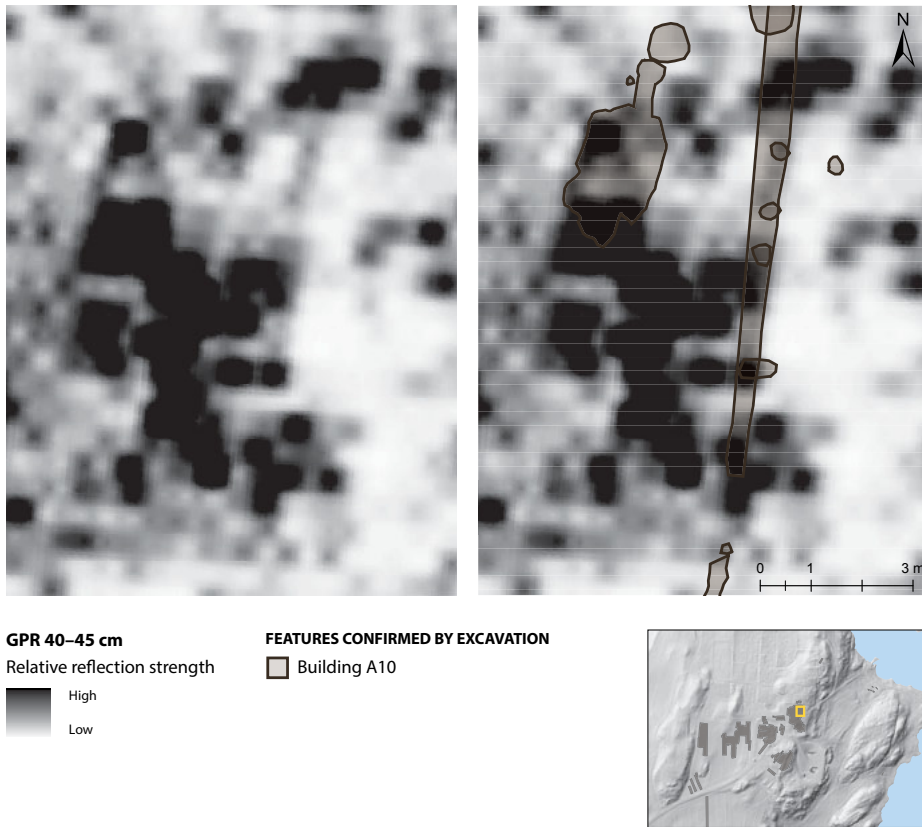 N
0 1 3 m
GPR 40–45 cm
Relative reflection strength
High
Low
FEATURES CONFIRMED BY EXCAVATION
Building A10